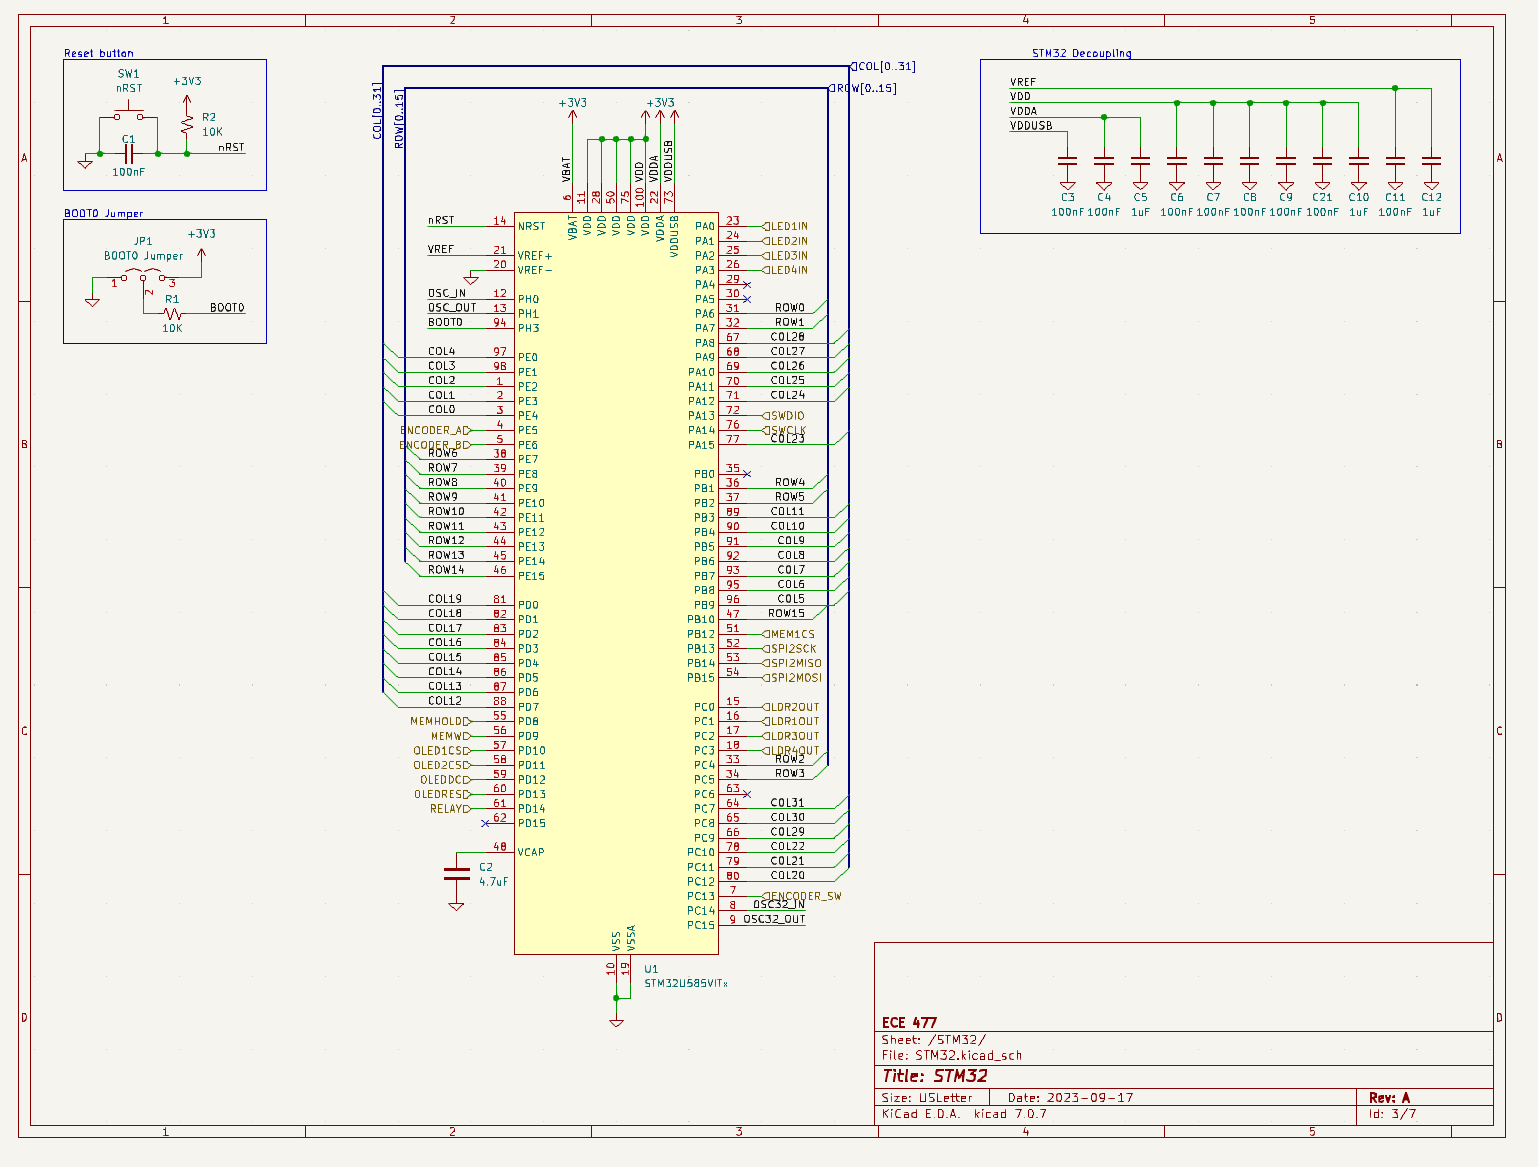 1 2 3 4 5
A
B
C
D
Reset button
SW1
nRST
+3V3
R2
10K
C1
100nF
nRST
BOOT0 Jumper
JP1
BOOT0 Jumper
+3V3
1
2
3
R1
10K
BOOT0
COL[0..31]
ROW[0..15]
COL[0..31]
ROW[0..15]
+3V3
+3V3
VBAT
VDD
VDDA
VDDUSB
6 VBAT
11 VDD
28 VDD
50 VDD
75 VDD
100 VDD
22 VDDA
73 VDDUSB
nRST 14 NRST
VREF 21 VREF+
20 VREF-
OSC_IN 12 PH0
OSC_OUT 13 PH1
BOOT0 94 PH3
COL4 97 PE0
COL3 98 PE1
COL2 1 PE2
COL1 2 PE3
COL0 3 PE4
ENCODER_A 4 PE5
ENCODER_B 5 PE6
ROW6 38 PE7
ROW7 39 PE8
ROW8 40 PE9
ROW9 41 PE10
ROW10 42 PE11
ROW11 43 PE12
ROW12 44 PE13
ROW13 45 PE14
ROW14 46 PE15
COL19 81 PD0
COL18 82 PD1
COL17 83 PD2
COL16 84 PD3
COL15 85 PD4
COL14 86 PD5
COL13 87 PD6
COL12 88 PD7
MEMHOLD 55 PD8
MEMW 56 PD9
OLED1CS 57 PD10
OLED2CS 58 PD11
OLEDDC 59 PD12
OLEDRES 60 PD13
RELAY 61 PD14
62 PD15
48 VCAP
C2
4.7uF
PA0 23 LED1IN
PA1 24 LED2IN
PA2 25 LED3IN
PA3 26 LED4IN
PA4 29
PA5 30
PA6 31 ROW0
PA7 32 ROW1
PA8 67 COL28
PA9 68 COL27
PA10 69 COL26
PA11 70 COL25
PA12 71 COL24
PA13 72 SWDIO
PA14 76 SWCLK
PA15 77 COL23
PB0 35
PB1 36 ROW4
PB2 37 ROW5
PB3 89 COL11
PB4 90 COL10
PB5 91 COL9
PB6 92 COL8
PB7 93 COL7
PB8 95 COL6
PB9 96 COL5
PB10 47 ROW15
PB12 51 MEM1CS
PB13 52 SPI2SCK
PB14 53 SPI2MISO
PB15 54 SPI2MOSI
PC0 15 LDR2OUT
PC1 16 LDR1OUT
PC2 17 LDR3OUT
PC3 18 LDR4OUT
PC4 33 ROW2
PC5 34 ROW3
PC6 63
PC7 64 COL31
PC8 65 COL30
PC9 66 COL29
PC10 78 COL22
PC11 79 COL21
PC12 80 COL20
PC13 7 ENCODER_SW
PC14 8 OSC32_IN
PC15 9 OSC32_OUT
VSS 10
VSSA 19
U1
STM32U585VITx
STM32 Decoupling
VREF
VDD
VDDA
VDDUSB
C3 C4 C5 C6 C7 C8 C9 C21 C10 C11 C12
100nF 100nF 1uF 100nF 100nF 100nF 100nF 100nF 1uF 100nF 1uF
A
B
C
D
ECE 477
Sheet: /STM32/
File: STM32.kicad_sch
Title: STM32
Size: USLetter Date: 2023-09-17 Rev: A
KiCad E.D.A. kicad 7.0.7 Id: 3/7
1 2 3 4 5